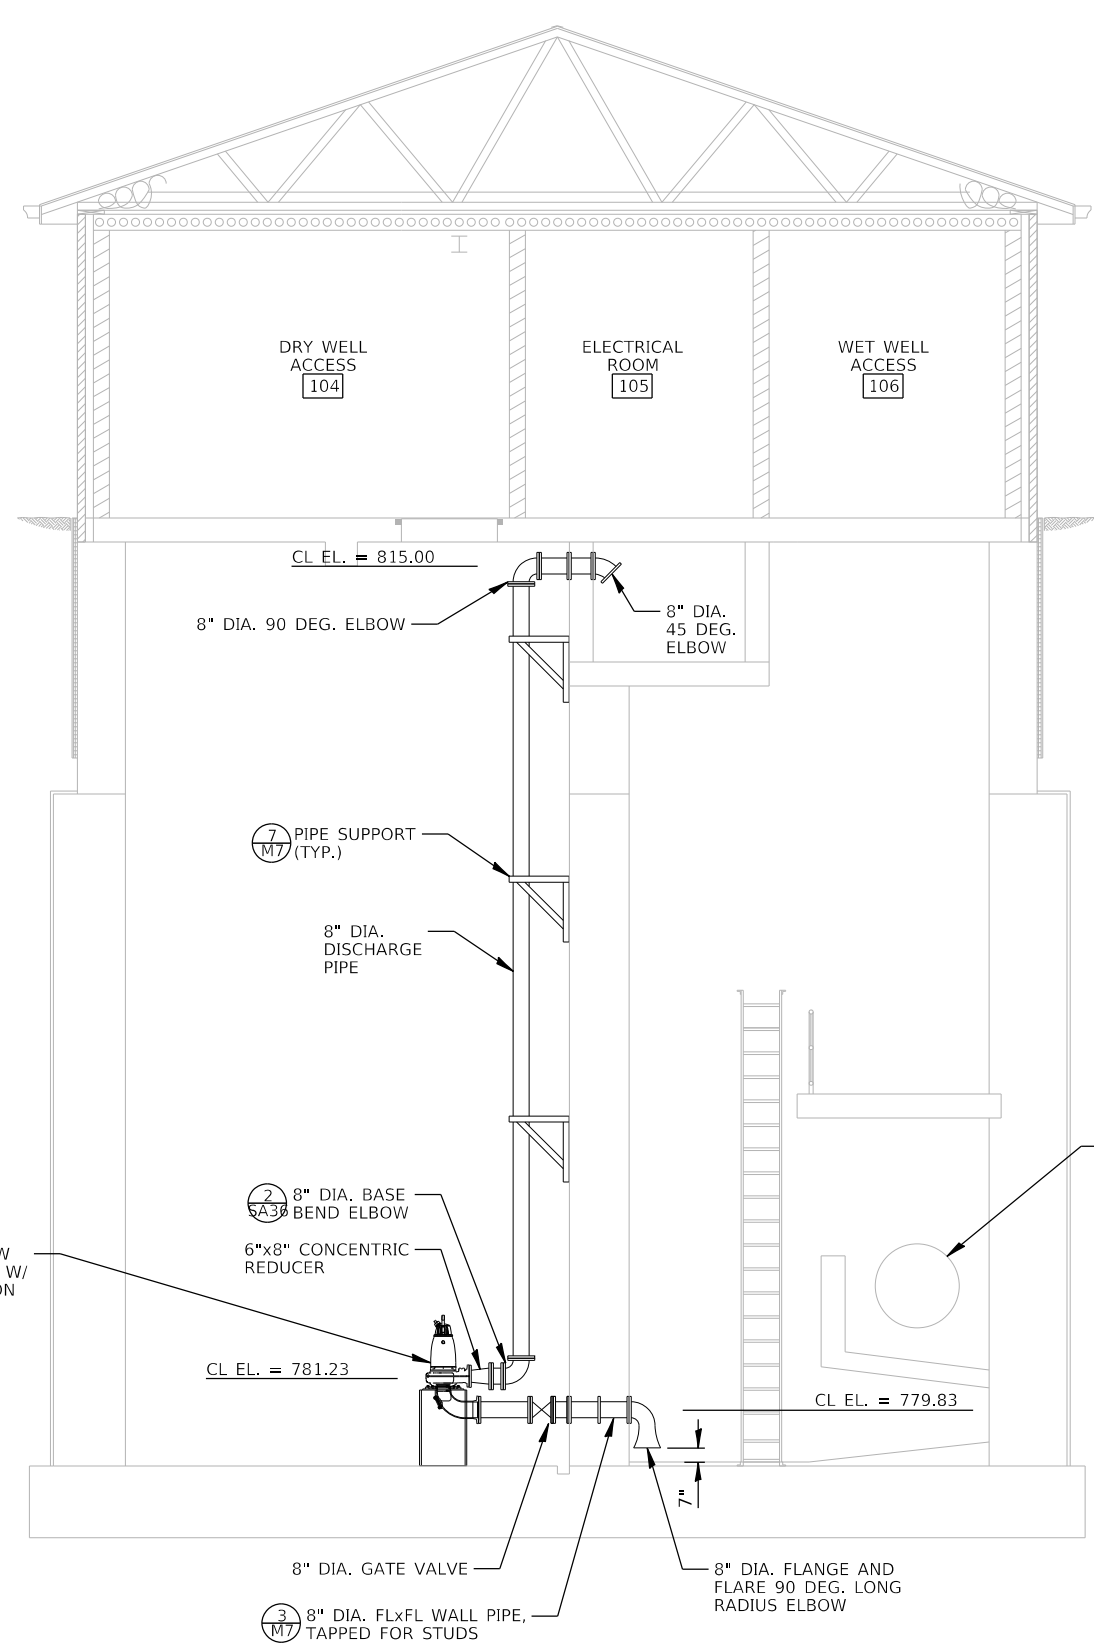 DRY WELL
ACCESS
104
ELECTRICAL
ROOM
105
WET WELL
ACCESS
106
CL EL. = 815.00
8" DIA. 90 DEG. ELBOW
8" DIA.
45 DEG.
ELBOW
7
M7
PIPE SUPPORT
(TYP.)
8" DIA.
DISCHARGE
PIPE
2
SA36
8" DIA. BASE
BEND ELBOW
6"x8" CONCENTRIC
REDUCER
W
W/
ON
CL EL. = 781.23
CL EL. = 779.83
7"
8" DIA. GATE VALVE
3
M7
8" DIA. FLxFL WALL PIPE,
TAPPED FOR STUDS
8" DIA. FLANGE AND
FLARE 90 DEG. LONG
RADIUS ELBOW